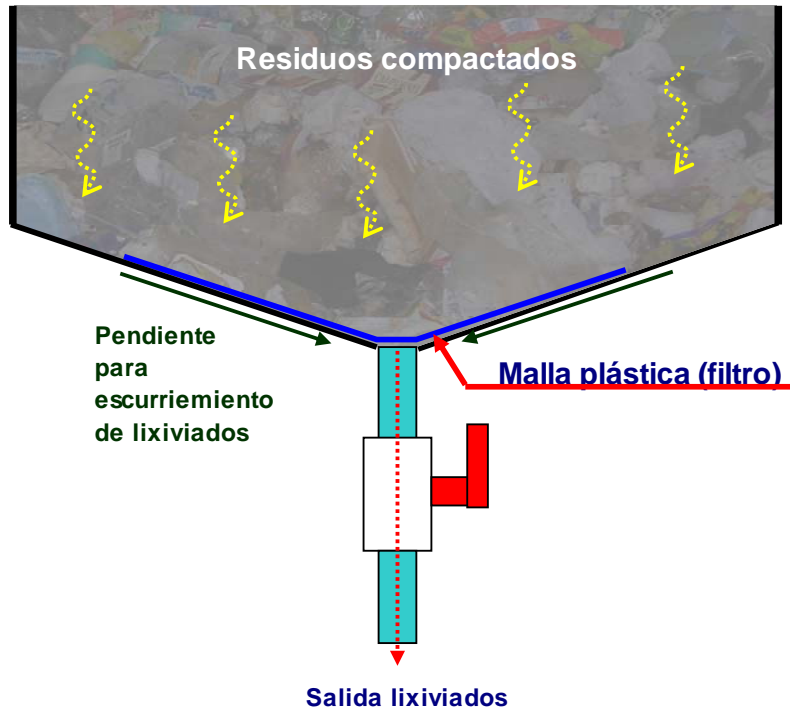 Residuos compactados
Pendiente
para
escurriemiento
de lixiviados
Malla plástica (filtro)
Salida lixiviados